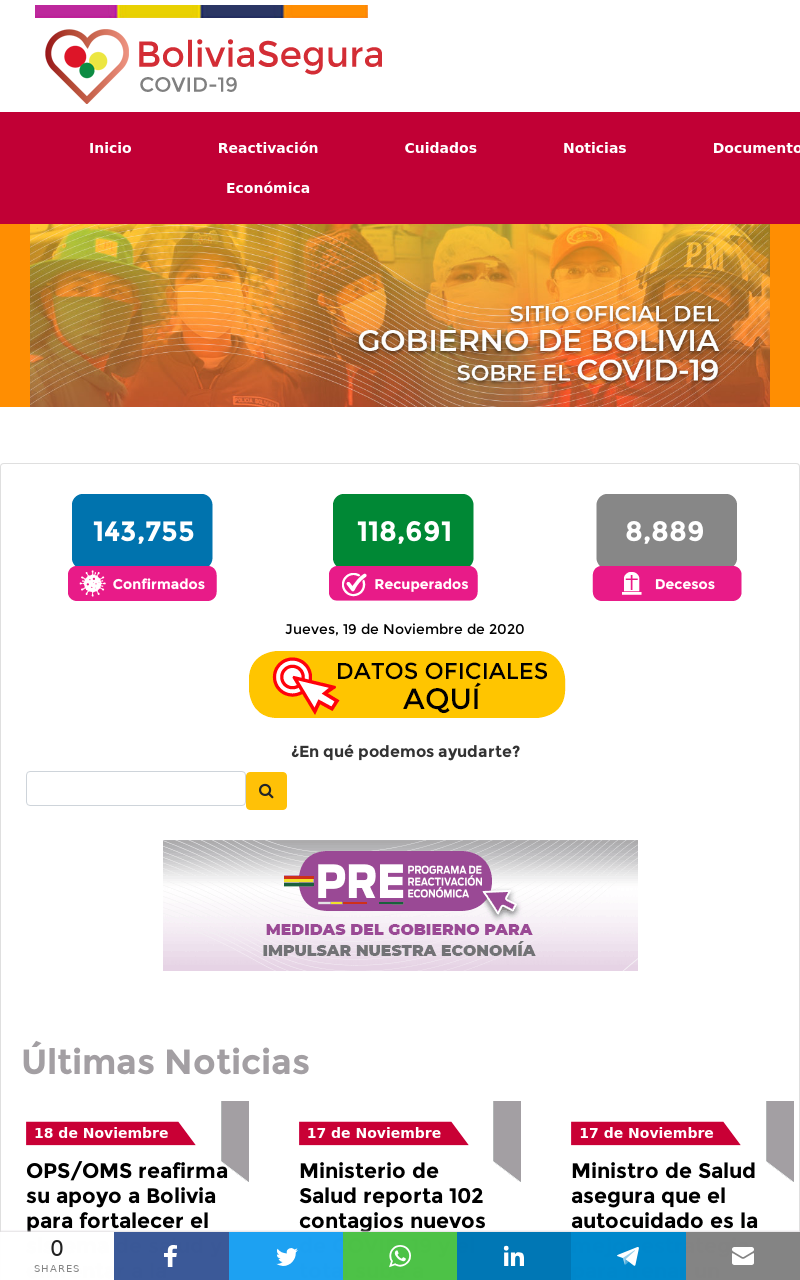 BoliviaSegura
COVID-19
Inicio
Reactivación
Económica
Cuidados
Noticias
Documento
PM
SITIO OFICIAL DEL
GOBIERNO DE BOLIVIA
SOBRE EL COVID-19
143,755
Confirmados
118,691
Recuperados
8,889
Decesos
Jueves, 19 de Noviembre de 2020
DATOS OFICIALES
AQUÍ
¿En qué podemos ayudarte?
PRE
PROGRAMA DE
REACTIVACIÓN
ECONÓMICA
MEDIDAS DEL GOBIERNO PARA
IMPULSAR NUESTRA ECONOMÍA
Últimas Noticias
18 de Noviembre
OPS/OMS reafirma
su apoyo a Bolivia
para fortalecer el
17 de Noviembre
Ministerio de
Salud reporta 102
contagios nuevos
17 de Noviembre
Ministro de Salud
asegura que el
autocuidado es la
0
SHARES